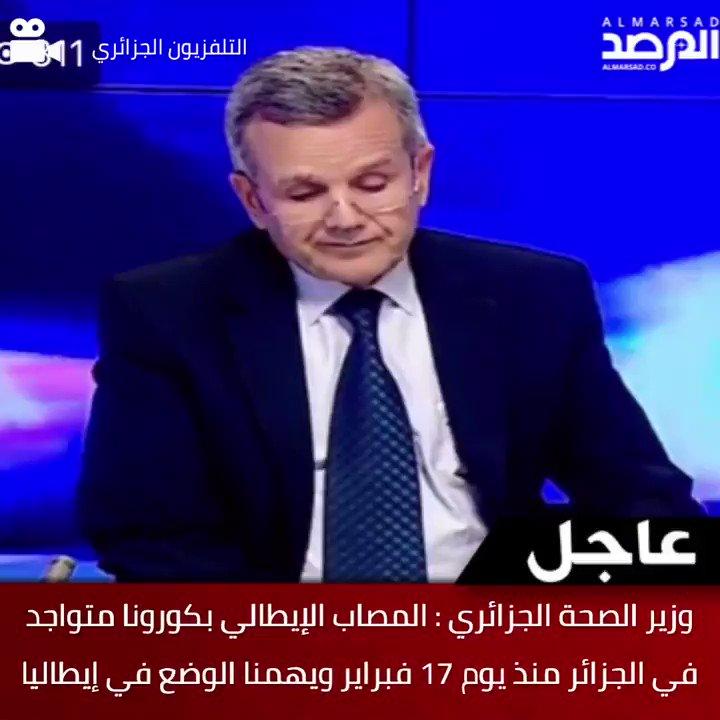 التلفزيون الجزائري
ALMARSAD
المرصد
ALMARSAD.CO
عاجل
وزير الصحة الجزائري : المصاب الإيطالي بكورونا متواجد
في الجزائر منذ يوم 17 فبراير ويهمنا الوضع في إيطاليا